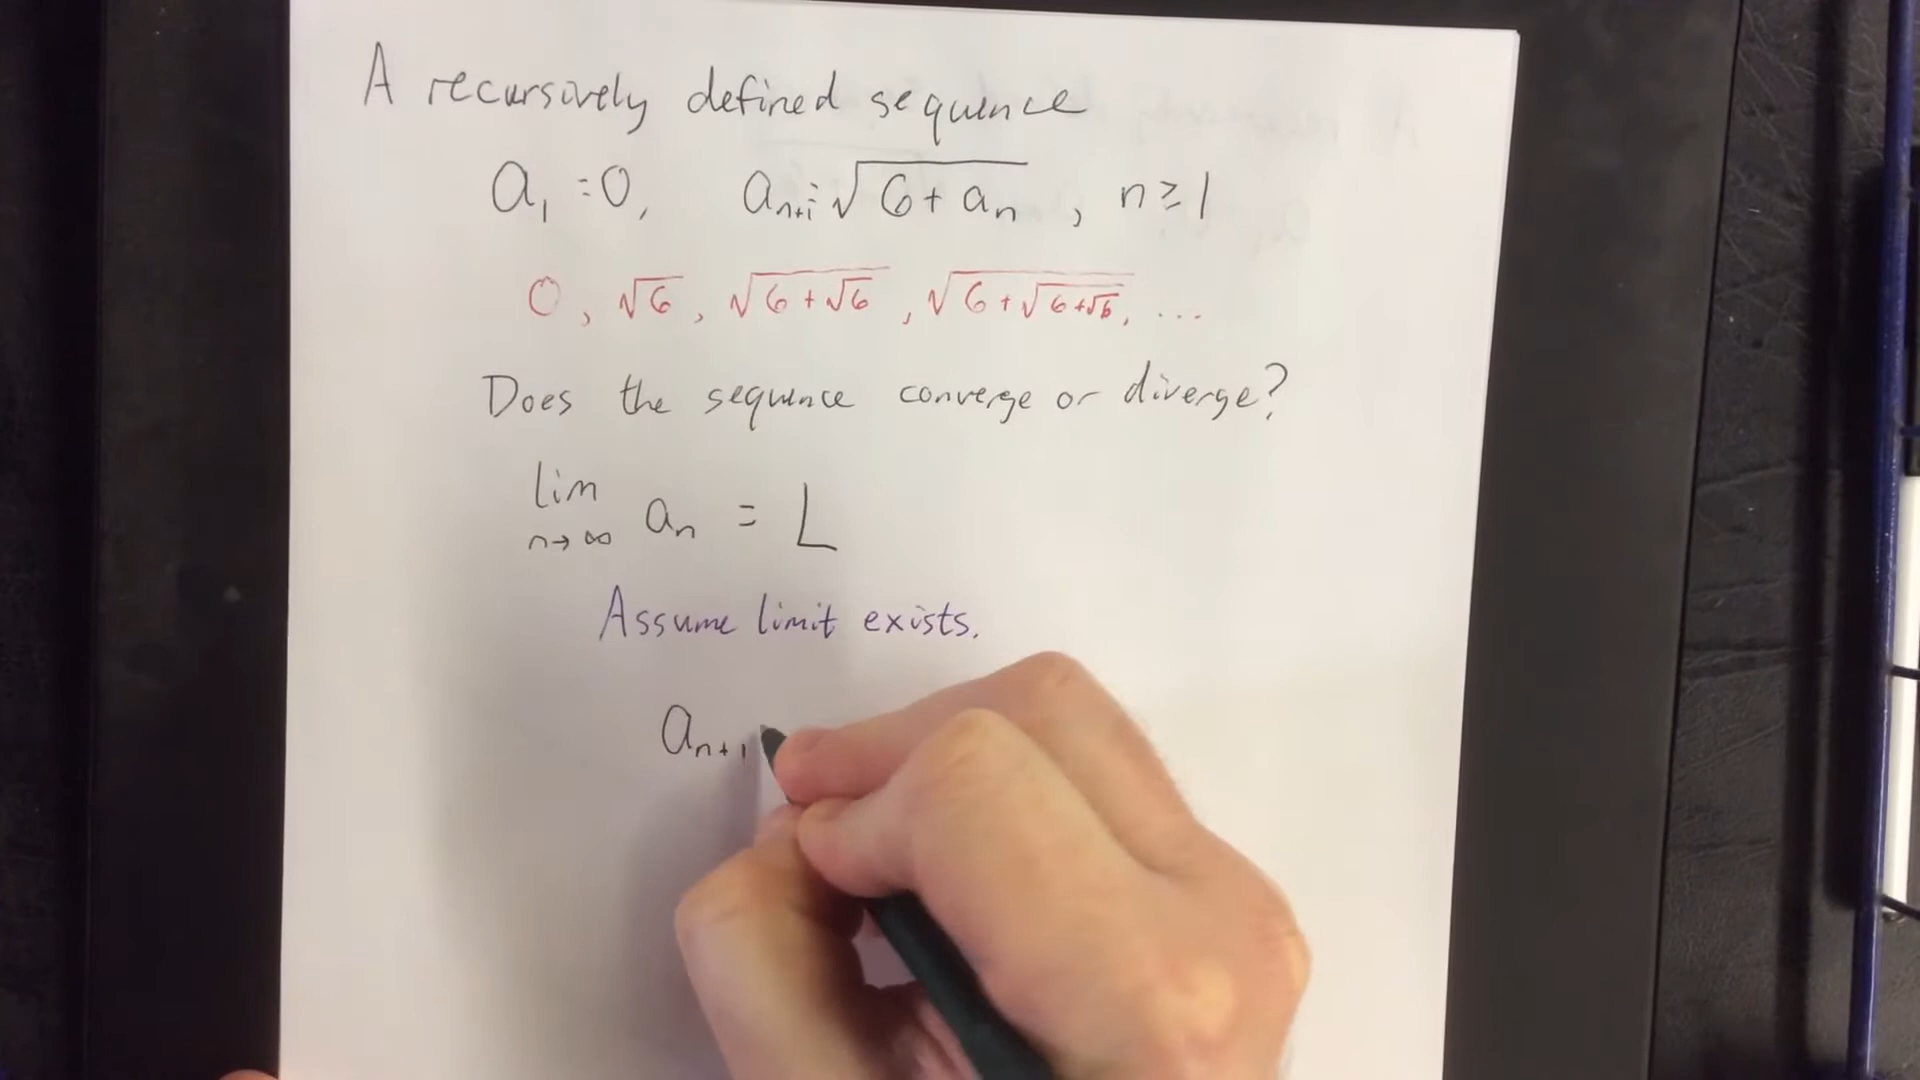 A recursively defined sequence
a₁ = 0, aₙ₊₁ = √(6 + aₙ), n ≥ 1
0, √6, √(6 + √6), √(6 + √(6 + √6)), ...
Does the sequence converge or diverge?
lim n→∞ aₙ = L
Assume limit exists.
aₙ₊₁